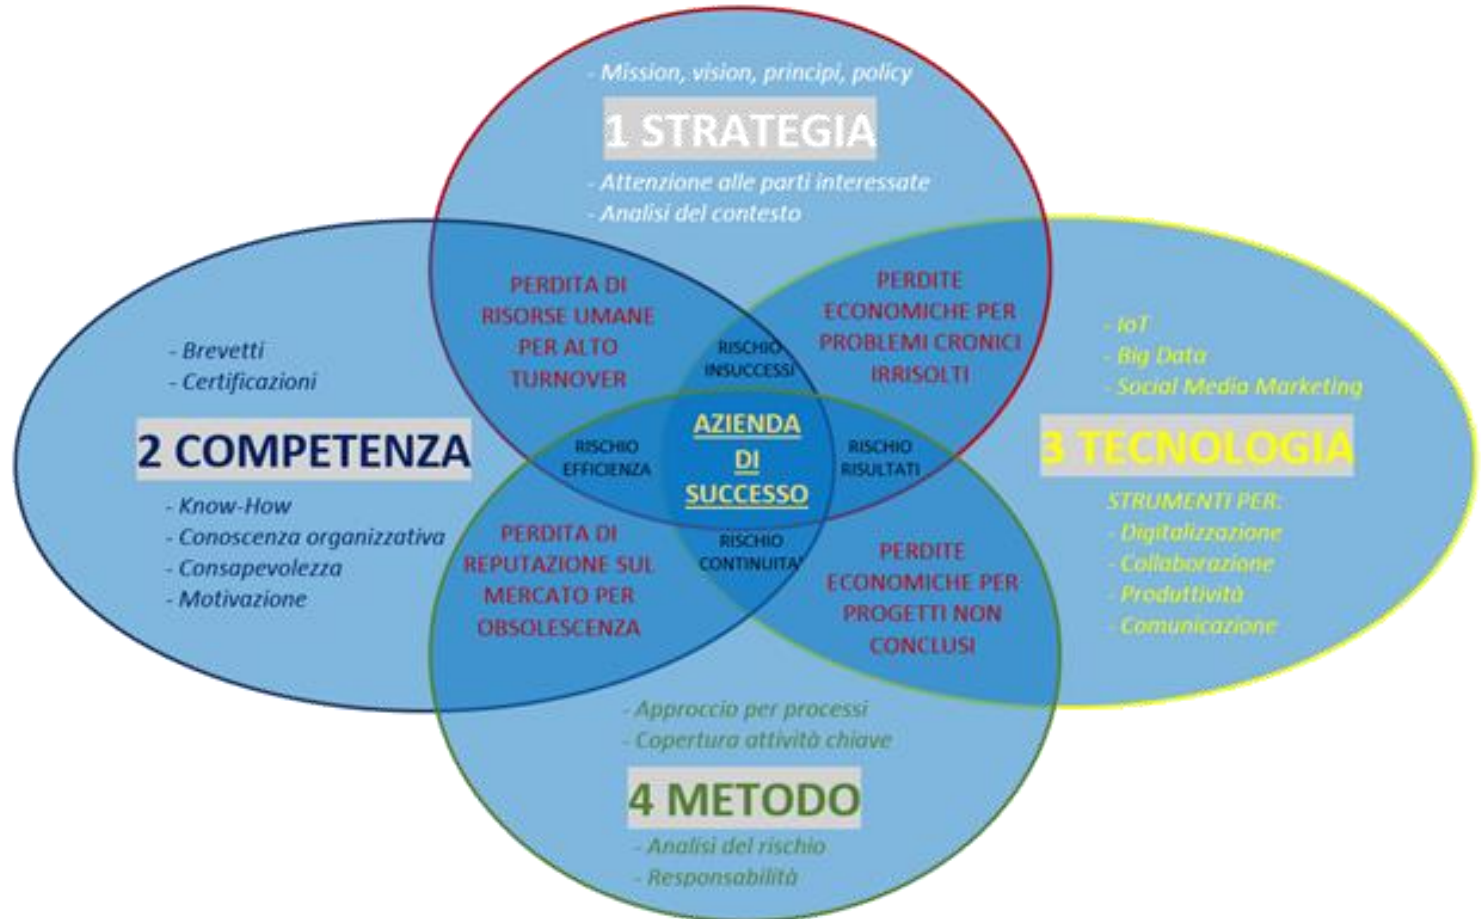 - Mission, vision, principi, policy
1 STRATEGIA
- Attenzione alle parti interessate
- Analisi del contesto
PERDITA DI
RISORSE UMANE
PER ALTO
TURNOVER
PERDITE
ECONOMICHE PER
PROBLEMI CRONICI
IRRISOLTI
RISCHIO
INSUCCESSI
- Brevetti
- Certificazioni
2 COMPETENZA
- Know-How
- Conoscenza organizzativa
- Consapevolezza
- Motivazione
RISCHIO
EFFICIENZA
AZIENDA
DI
SUCCESSO
RISCHIO
RISULTATI
- IoT
- Big Data
- Social Media Marketing
3 TECNOLOGIA
STRUMENTI PER:
- Digitalizzazione
- Collaborazione
- Produttività
- Comunicazione
PERDITA DI
REPUTAZIONE SUL
MERCATO PER
OBSOLESCENZA
RISCHIO
CONTINUITA'
PERDITE
ECONOMICHE PER
PROGETTI NON
CONCLUSI
- Approccio per processi
- Copertura attività chiave
4 METODO
- Analisi del rischio
- Responsabilità